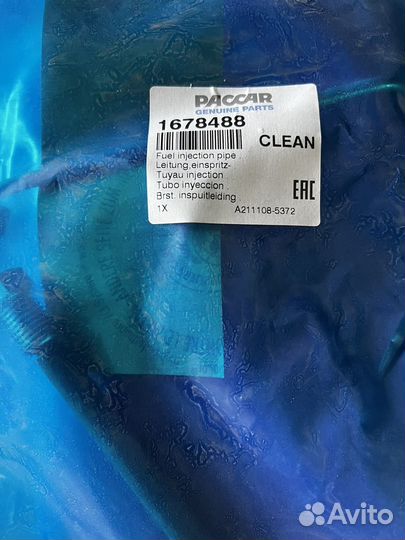 PACCAR
GENUINE PARTS
1678488
CLEAN
Fuel injection pipe .
Leitung,einspritz-
Tuyau injection .
Tubo inyeccion .
Brst. inspuitleiding .
EAC
1X
A211108-5372
Avito